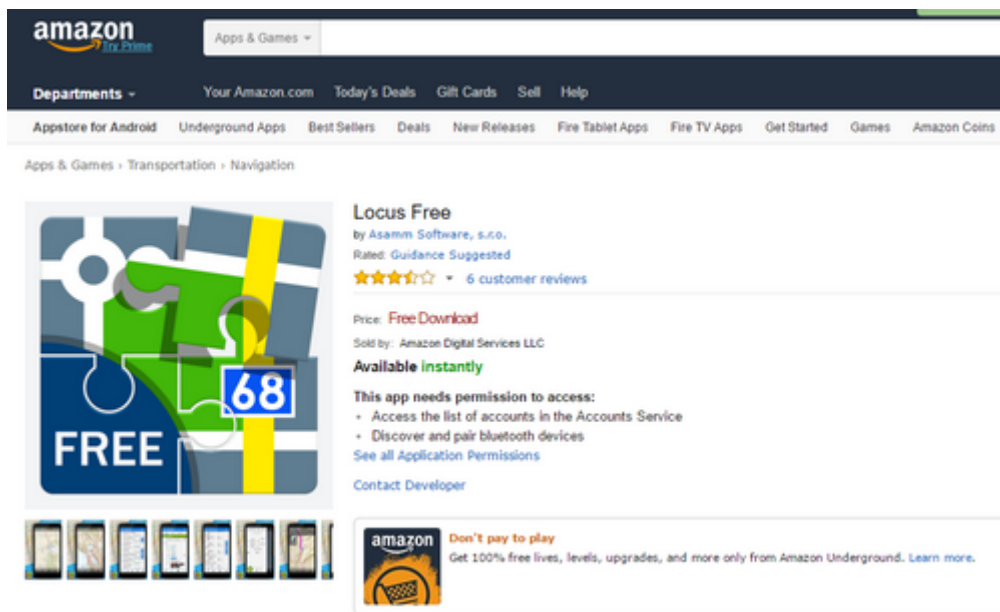 amazon
Try Prime
Apps & Games
Departments
Your Amazon.com Today's Deals Gift Cards Sell Help
Appstore for Android Underground Apps Best Sellers Deals New Releases Fire Tablet Apps Fire TV Apps Get Started Games Amazon Coins
Apps & Games › Transportation › Navigation
68
FREE
Locus Free
by Asamm Software, s.r.o.
Rated: Guidance Suggested
6 customer reviews
Price: Free Download
Sold by: Amazon Digital Services LLC
Available instantly
This app needs permission to access:
• Access the list of accounts in the Accounts Service
• Discover and pair bluetooth devices
See all Application Permissions
Contact Developer
amazon
Don't pay to play
Get 100% free lives, levels, upgrades, and more only from Amazon Underground. Learn more.